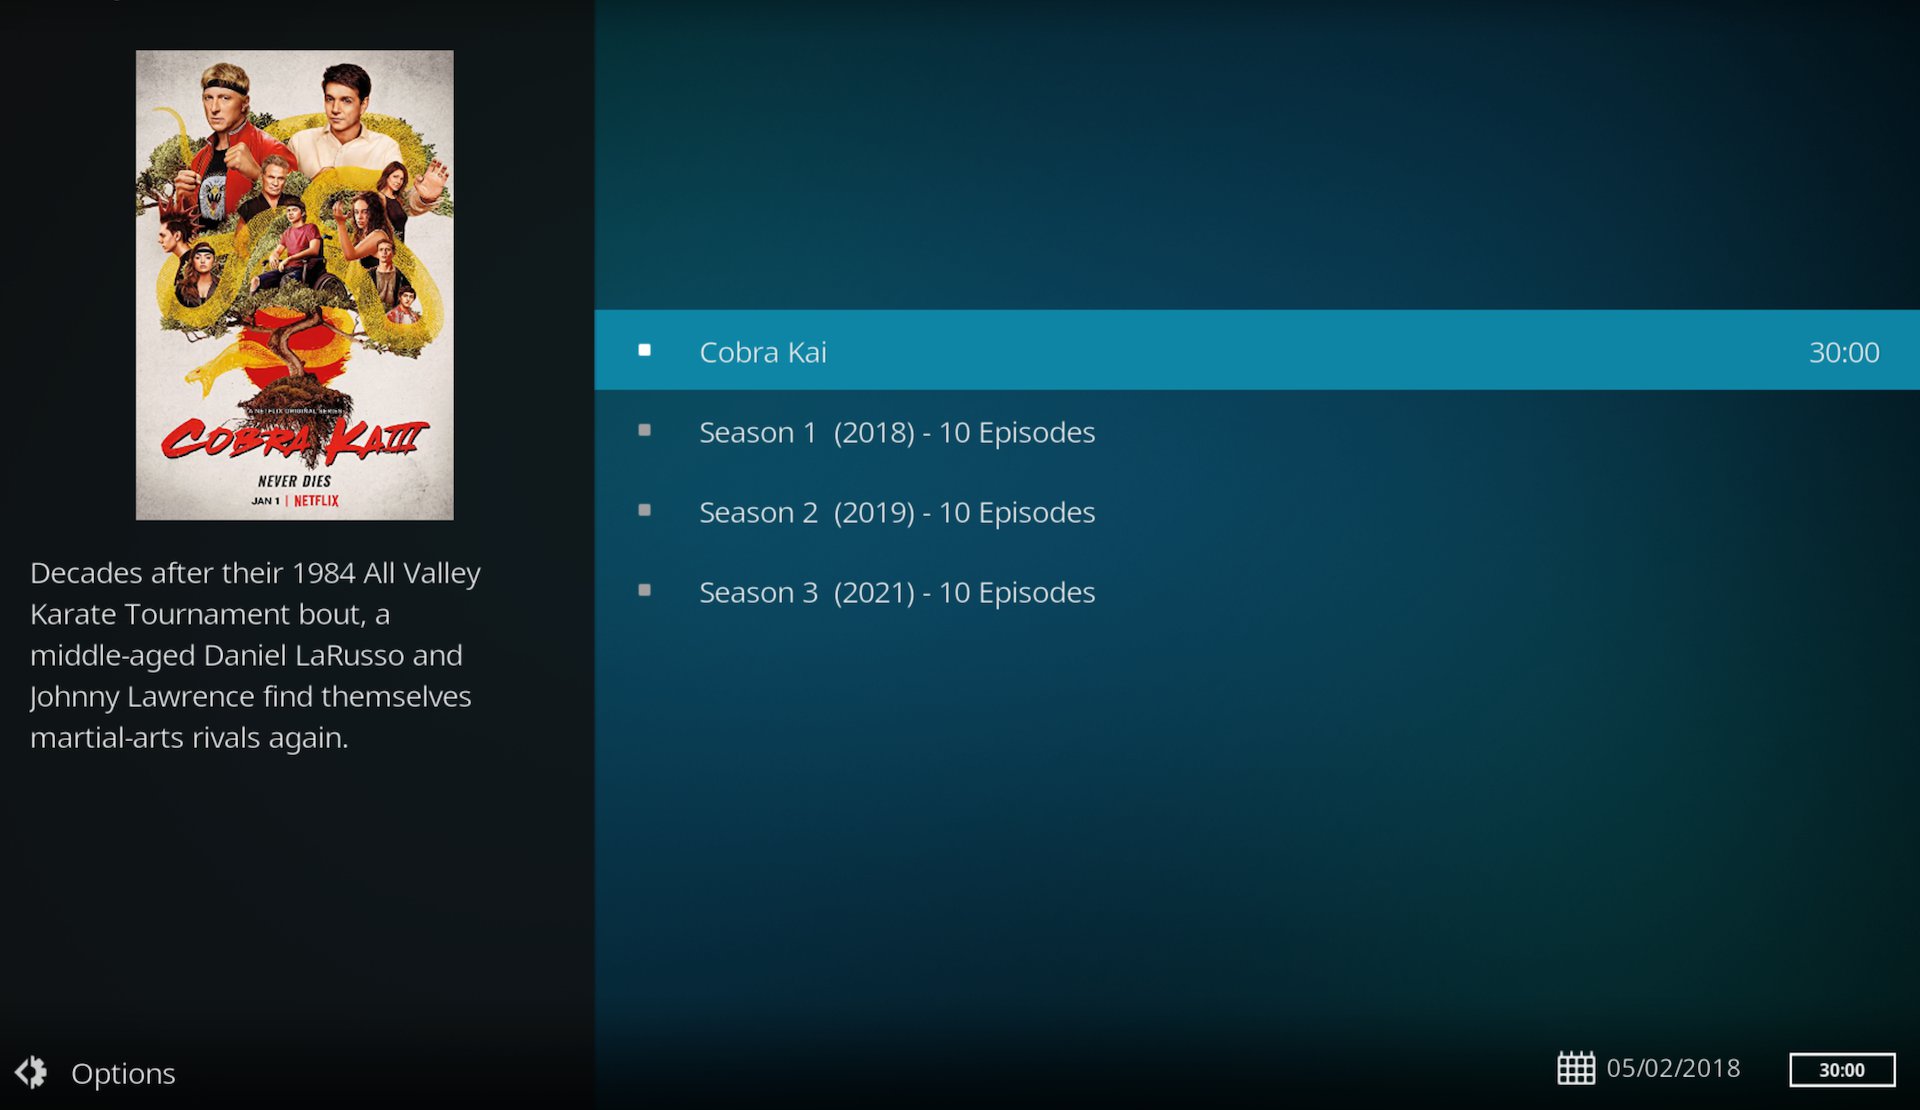 A NETFLIX ORIGINAL SERIES
COBRA KAI III
NEVER DIES
JAN 1 | NETFLIX
Decades after their 1984 All Valley
Karate Tournament bout, a
middle-aged Daniel LaRusso and
Johnny Lawrence find themselves
martial-arts rivals again.
Cobra Kai 30:00
Season 1 (2018) - 10 Episodes
Season 2 (2019) - 10 Episodes
Season 3 (2021) - 10 Episodes
Options
05/02/2018 30:00